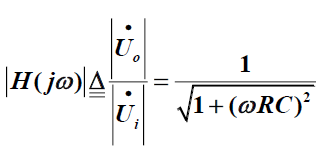 |H(jω)| ≜ |U̇ₒ| / |U̇ᵢ| = 1 / √(1+(ωRC)²)